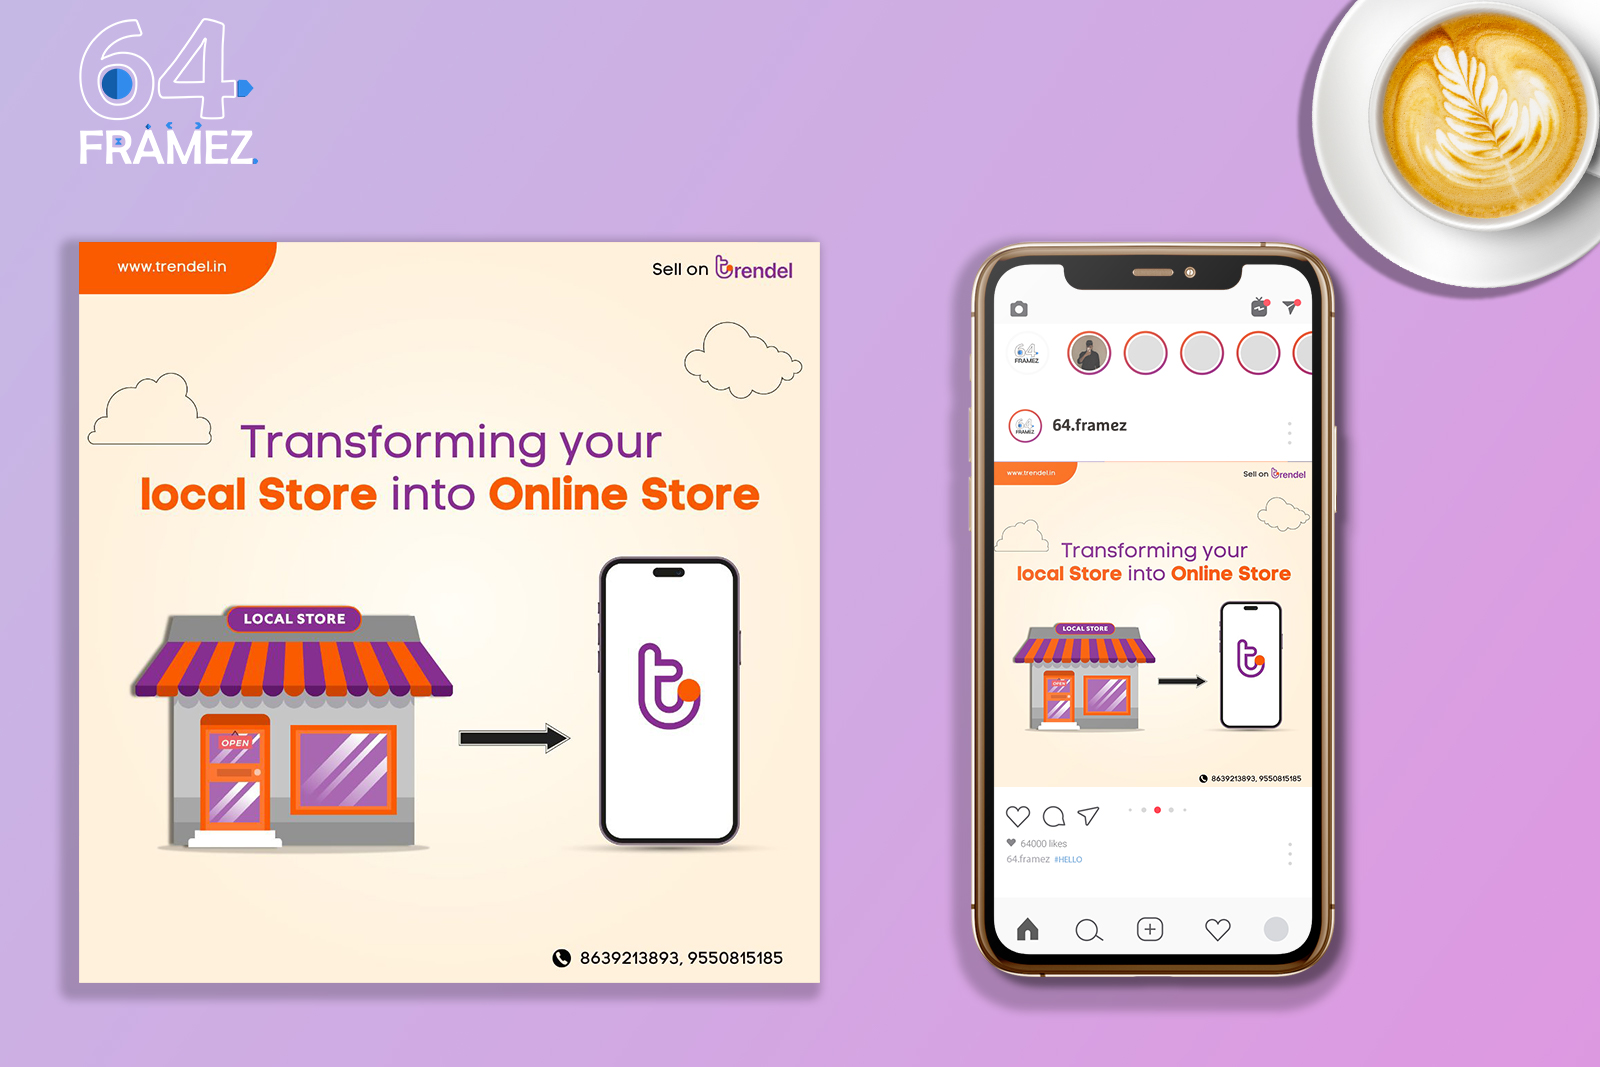 64
FRAMEZ
www.trendel.in
Sell on trendel
Transforming your
local Store into Online Store
LOCAL STORE
OPEN
8639213893, 9550815185
64
FRAMEZ
64
FRAMEZ
64.framez
www.trendel.in
Sell on trendel
Transforming your
local Store into Online Store
LOCAL STORE
OPEN
8639213893, 9550815185
64000 likes
64.framez #HELLO